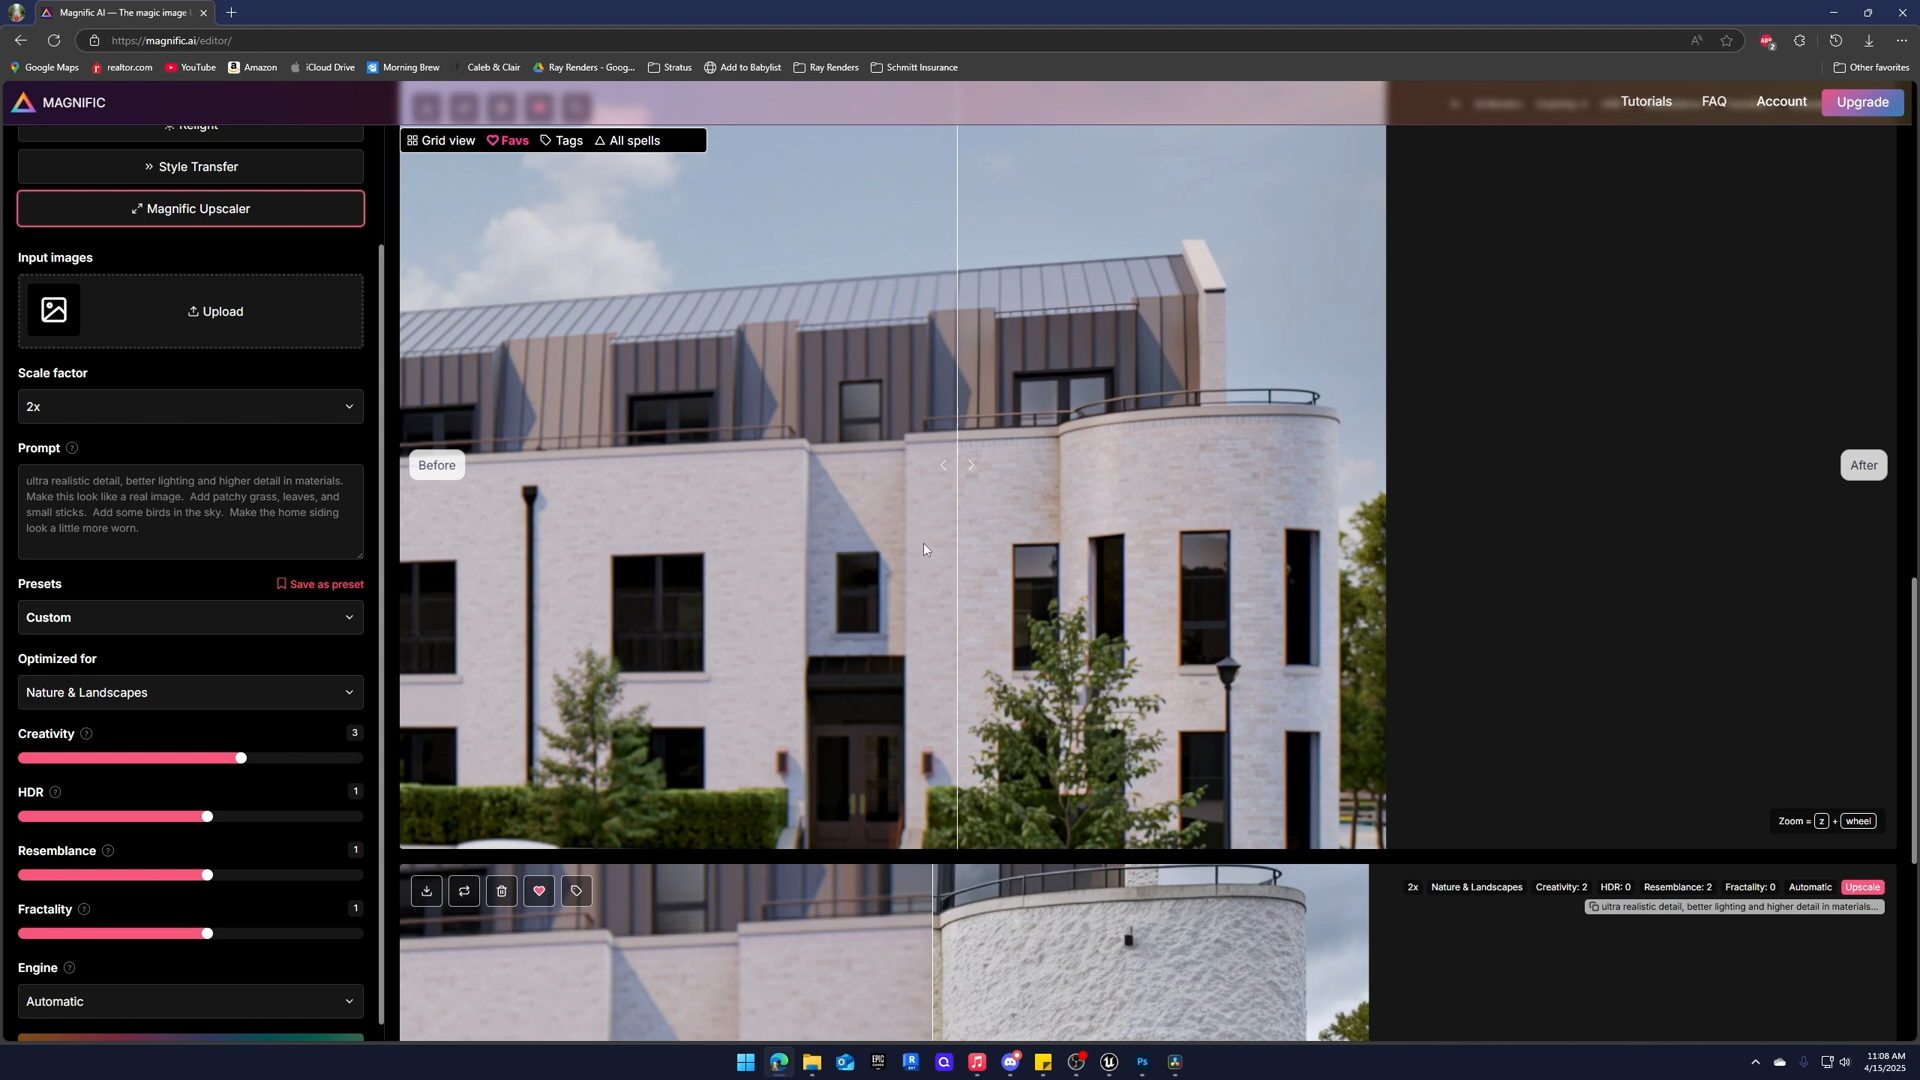 Magnific AI — The magic image
https://magnific.ai/editor/
Google Maps
realtor.com
YouTube
Amazon
iCloud Drive
Morning Brew
Caleb & Clair
Ray Renders - Goog...
Stratus
Add to Babylist
Ray Renders
Schmitt Insurance
Other favorites
MAGNIFIC
Tutorials
FAQ
Account
Upgrade
Relight
Style Transfer
Magnific Upscaler
Input images
Upload
Scale factor
2x
Prompt
ultra realistic detail, better lighting and higher detail in materials.
Make this look like a real image. Add patchy grass, leaves, and
small sticks. Add some birds in the sky. Make the home siding
look a little more worn.
Presets
Save as preset
Custom
Optimized for
Nature & Landscapes
Creativity
3
HDR
1
Resemblance
1
Fractality
1
Engine
Automatic
Grid view
Favs
Tags
All spells
Before
After
Zoom = z + wheel
2x Nature & Landscapes Creativity: 2 HDR: 0 Resemblance: 2 Fractality: 0 Automatic Upscale
ultra realistic detail, better lighting and higher detail in materials...
11:08 AM
4/15/2025